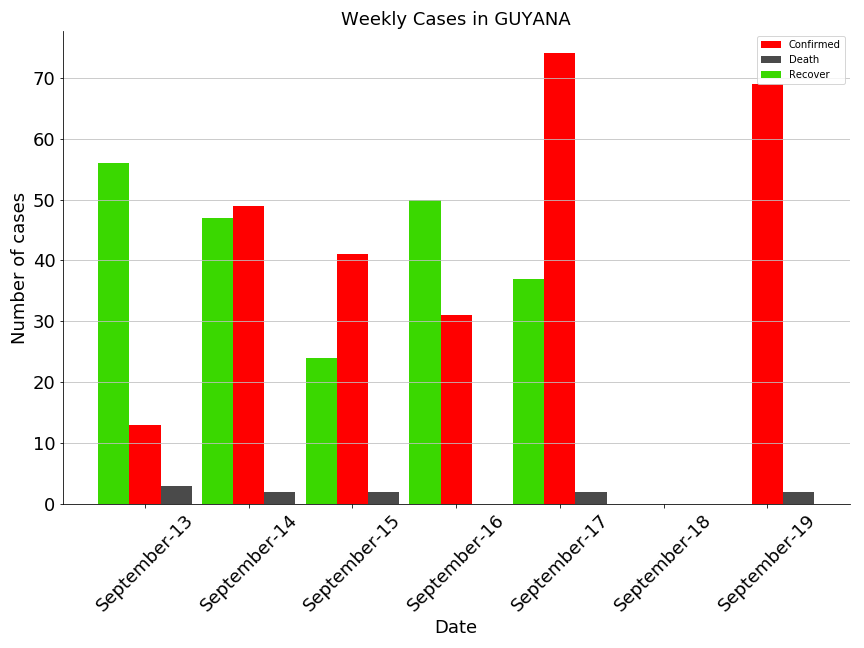 Weekly Cases in GUYANA
Confirmed
Death
Recover
Number of cases
70
60
50
40
30
20
10
0
September-13
September-14
September-15
September-16
September-17
September-18
September-19
Date